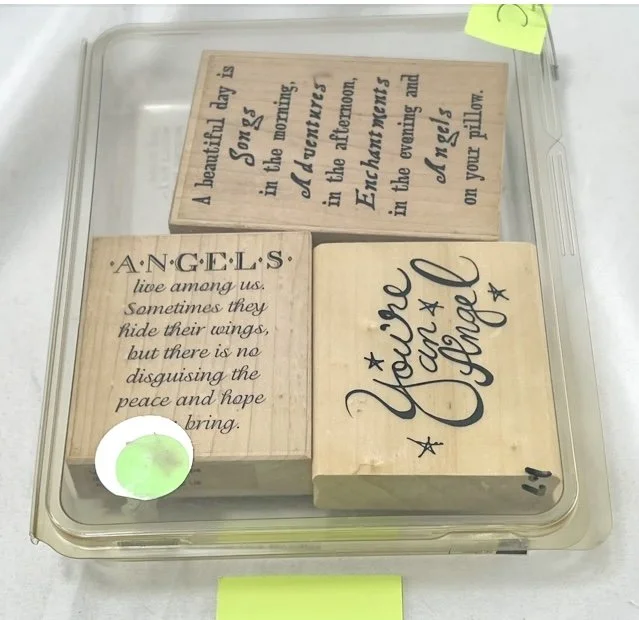 A beautiful day is
Songs
in the morning,
Adventures
in the afternoon,
Enchantments
in the evening and
Angels
on your pillow.
·A·N·G·E·L·S·
live among us.
Sometimes they
hide their wings,
but there is no
disguising the
peace and hope
bring.
You're
an
Angel